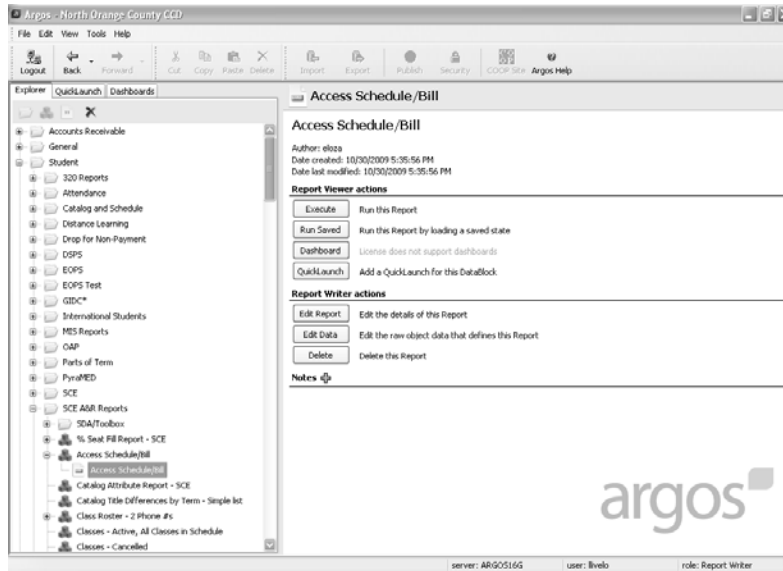 Argos - North Orange County CCD
File Edit View Tools Help
Logout Back Forward Cut Copy Paste Delete Import Export Publish Security COOP Site Argos Help
Explorer QuickLaunch Dashboards
Access Schedule/Bill
Accounts Receivable
General
Student
320 Reports
Attendance
Catalog and Schedule
Distance Learning
Drop for Non-Payment
DSPS
EOPS
EOPS Test
GIDC*
International Students
MIS Reports
OAP
Parts of Term
PyraMED
SCE
SCE A&R Reports
SDA/Toolbox
% Seat Fill Report - SCE
Access Schedule/Bill
Access Schedule/Bill
Catalog Attribute Report - SCE
Catalog Title Differences by Term - Simple list
Class Roster - 2 Phone #s
Classes - Active, All Classes in Schedule
Classes - Cancelled
Access Schedule/Bill
Author: eloza
Date created: 10/30/2009 5:35:56 PM
Date last modified: 10/30/2009 5:35:56 PM
Report Viewer actions
Execute Run this Report
Run Saved Run this Report by loading a saved state
Dashboard License does not support dashboards
QuickLaunch Add a QuickLaunch for this DataBlock
Report Writer actions
Edit Report Edit the details of this Report
Edit Data Edit the raw object data that defines this Report
Delete Delete this Report
Notes
argos
server: ARGOS16G user: llvelo role: Report Writer